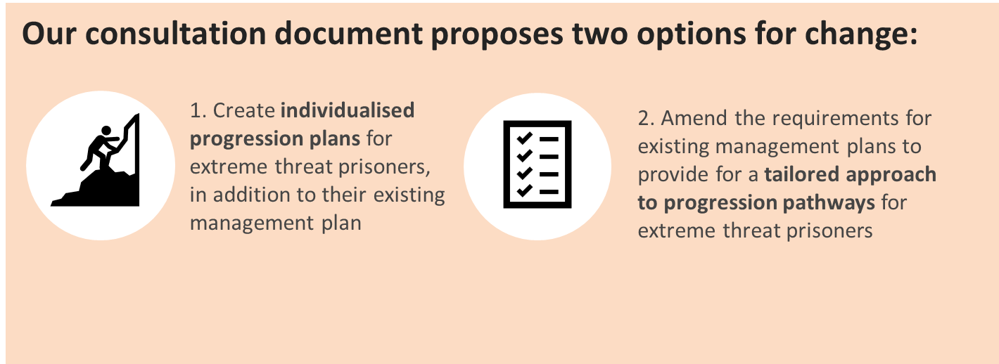 Our consultation document proposes two options for change:
1. Create individualised
progression plans for
extreme threat prisoners,
in addition to their existing
management plan
2. Amend the requirements for
existing management plans to
provide for a tailored approach
to progression pathways for
extreme threat prisoners